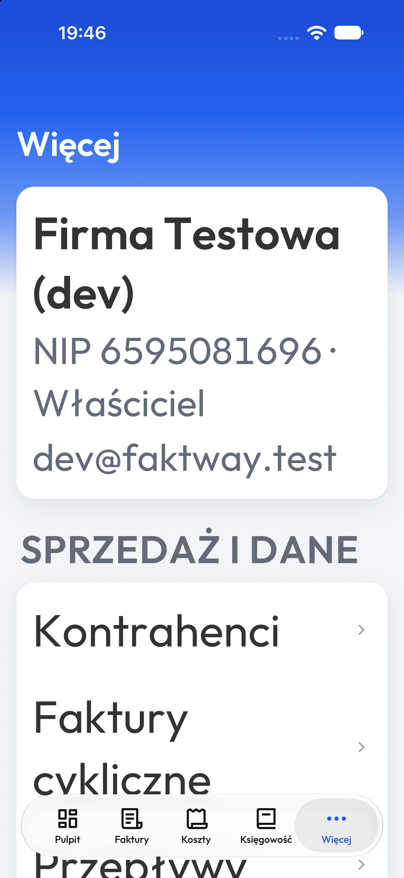 19:46
Więcej
Firma Testowa
(dev)
NIP 6595081696 ·
Właściciel
dev@faktway.test
SPRZEDAŻ I DANE
Kontrahenci
Faktury
cykliczne
Pulpit Faktury Koszty Księgowość Więcej
Przepływy